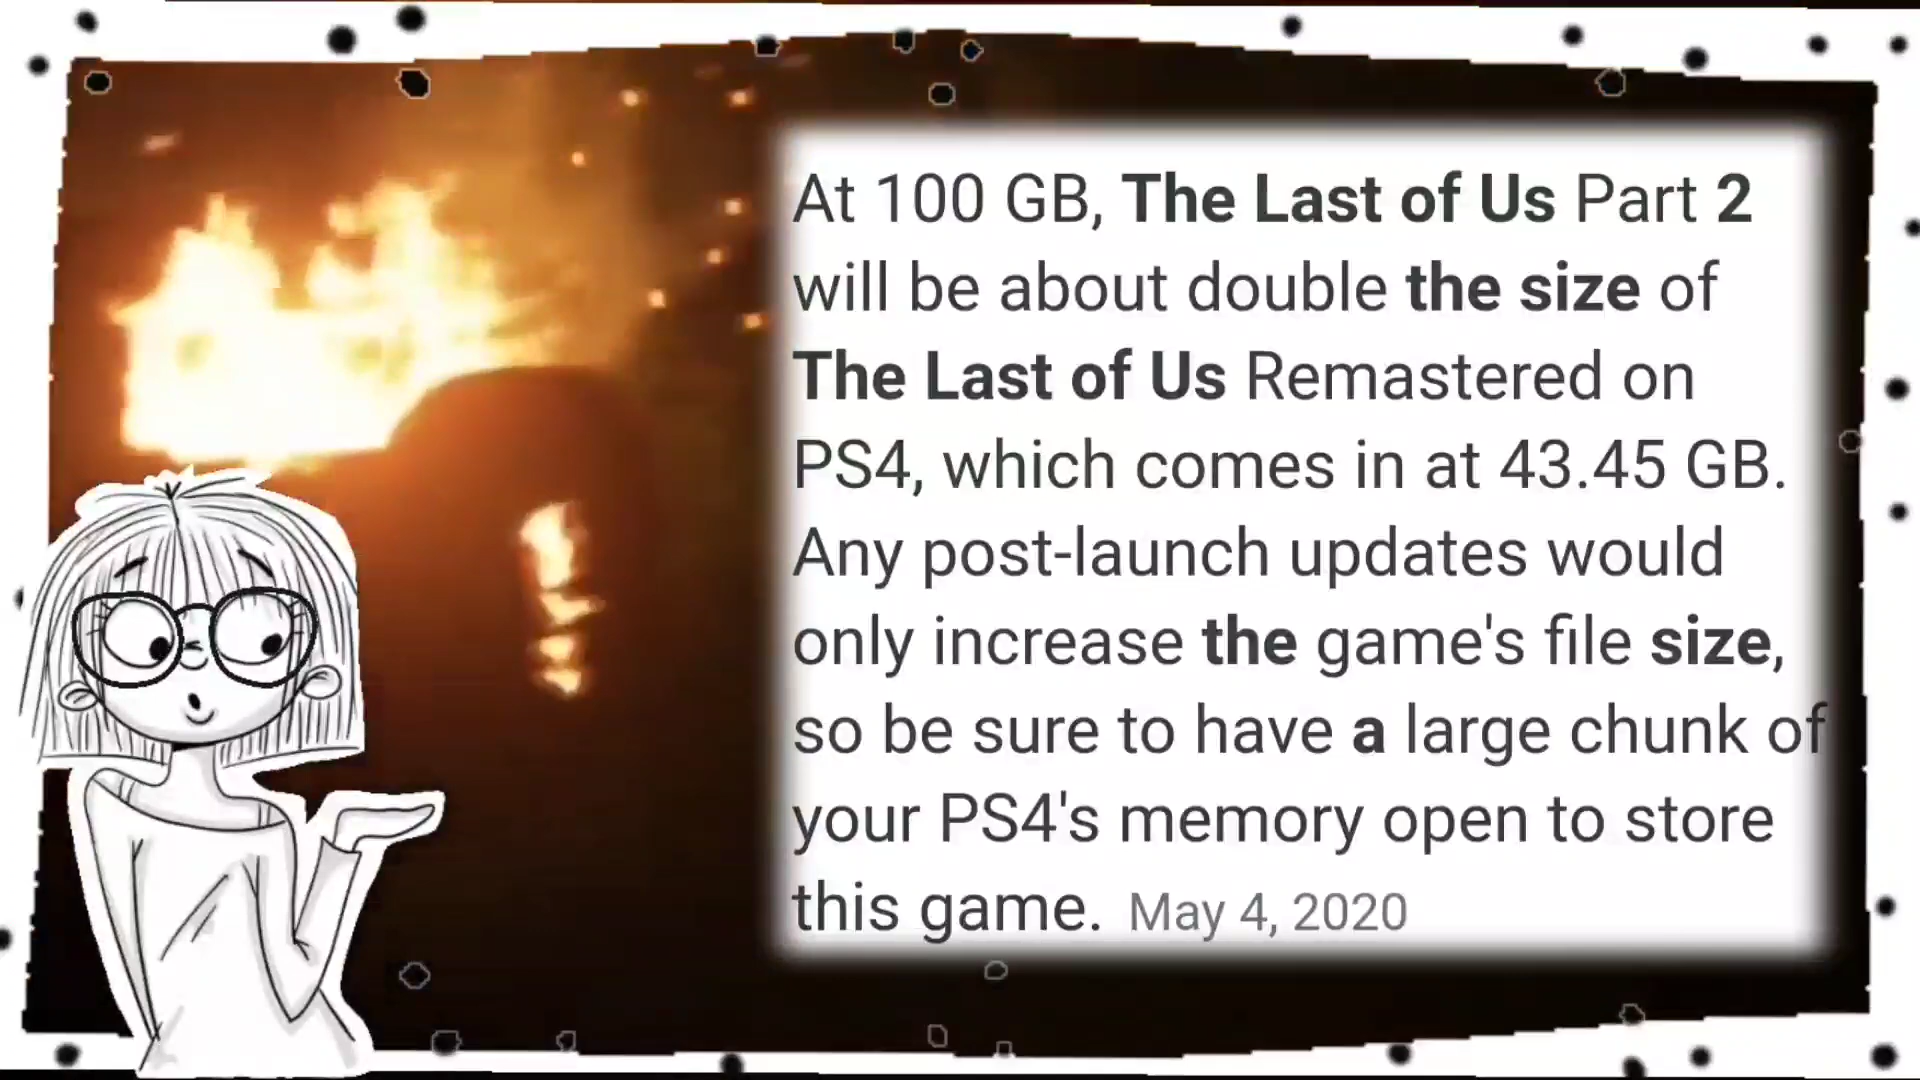 At 100 GB, The Last of Us Part 2
will be about double the size of
The Last of Us Remastered on
PS4, which comes in at 43.45 GB.
Any post-launch updates would
only increase the game's file size,
so be sure to have a large chunk of
your PS4's memory open to store
this game. May 4, 2020